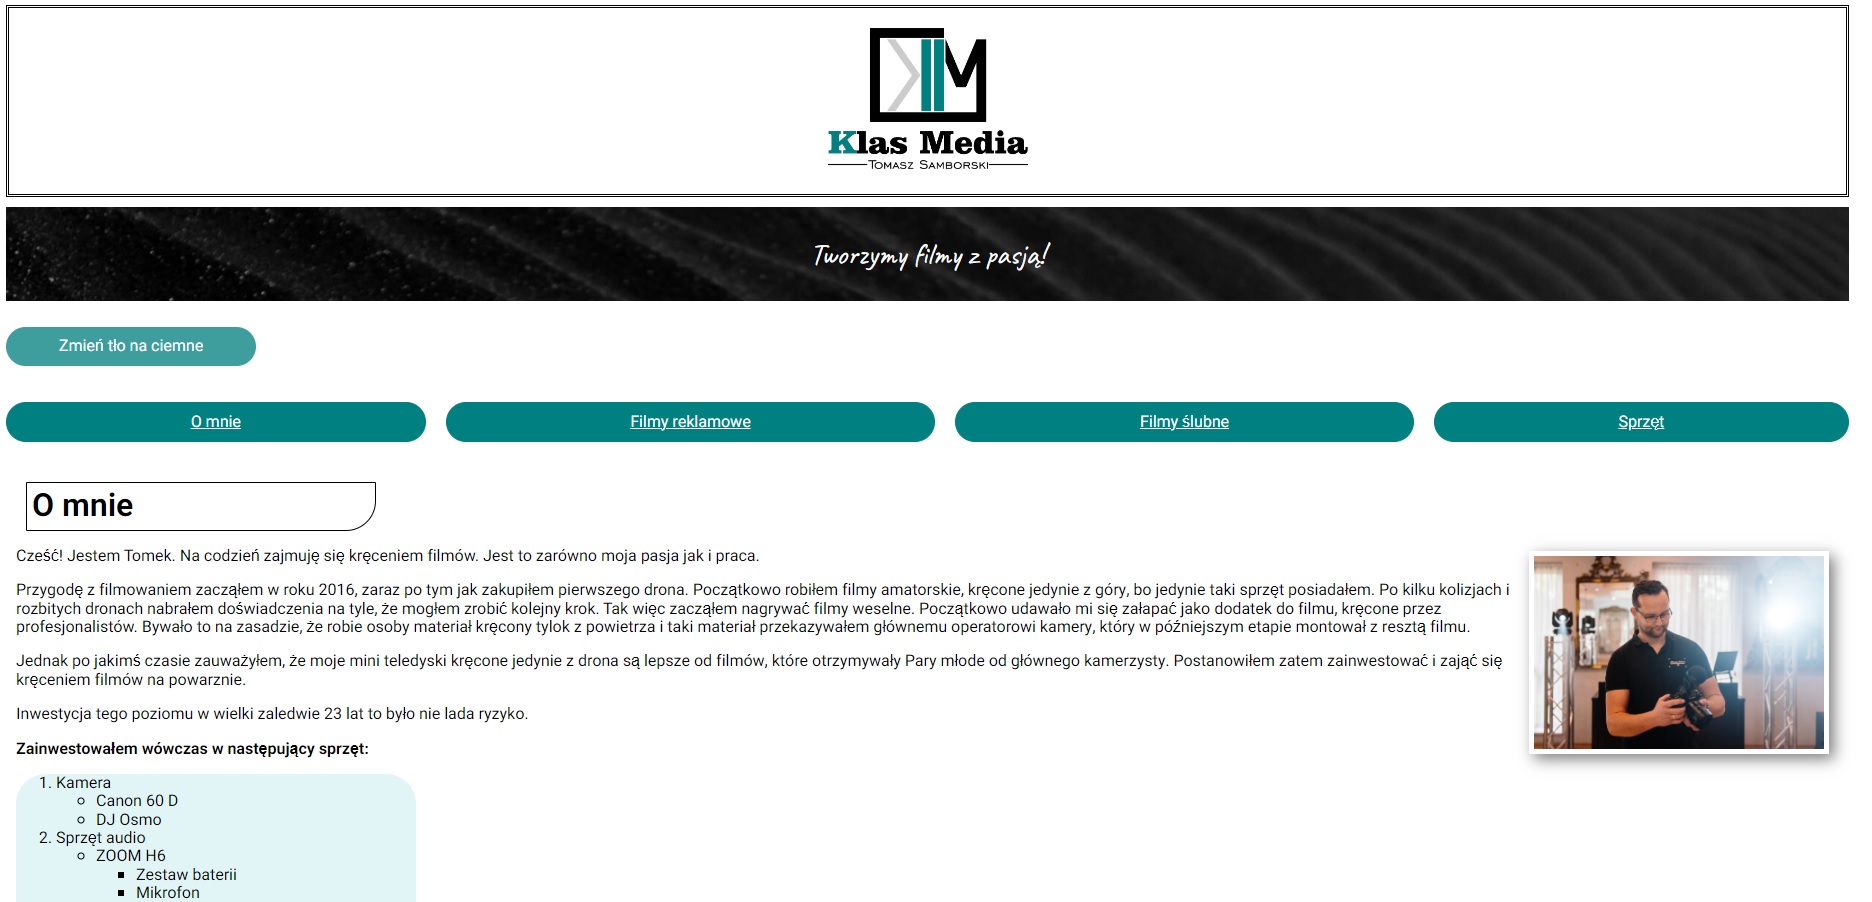 KM
Klas Media
Tomasz Samborski
Tworzymy filmy z pasją!
Zmień tło na ciemne
O mnie
Filmy reklamowe
Filmy ślubne
Sprzęt
O mnie
Cześć! Jestem Tomek. Na codzień zajmuję się kręceniem filmów. Jest to zarówno moja pasja jak i praca.
Przygodę z filmowaniem zacząłem w roku 2016, zaraz po tym jak zakupiłem pierwszego drona. Początkowo robiłem filmy amatorskie, kręcone jedynie z góry, bo jedynie taki sprzęt posiadałem. Po kilku kolizjach i
rozbitych dronach nabrałem doświadczenia na tyle, że mogłem zrobić kolejny krok. Tak więc zacząłem nagrywać filmy weselne. Początkowo udawało mi się załapać jako dodatek do filmu, kręcone przez
profesjonalistów. Bywało to na zasadzie, że robie osoby materiał kręcony tylok z powietrza i taki materiał przekazywałem głównemu operatorowi kamery, który w późniejszym etapie montował z resztą filmu.
Jednak po jakimś czasie zauważyłem, że moje mini teledyski kręcone jedynie z drona są lepsze od filmów, które otrzymywały Pary młode od głównego kamerzysty. Postanowiłem zatem zainwestować i zająć się
kręceniem filmów na powarznie.
Inwestycja tego poziomu w wielki zaledwie 23 lat to było nie lada ryzyko.
Zainwestowałem wówczas w następujący sprzęt:
1. Kamera
Canon 60 D
DJ Osmo
2. Sprzęt audio
ZOOM H6
Zestaw baterii
Mikrofon